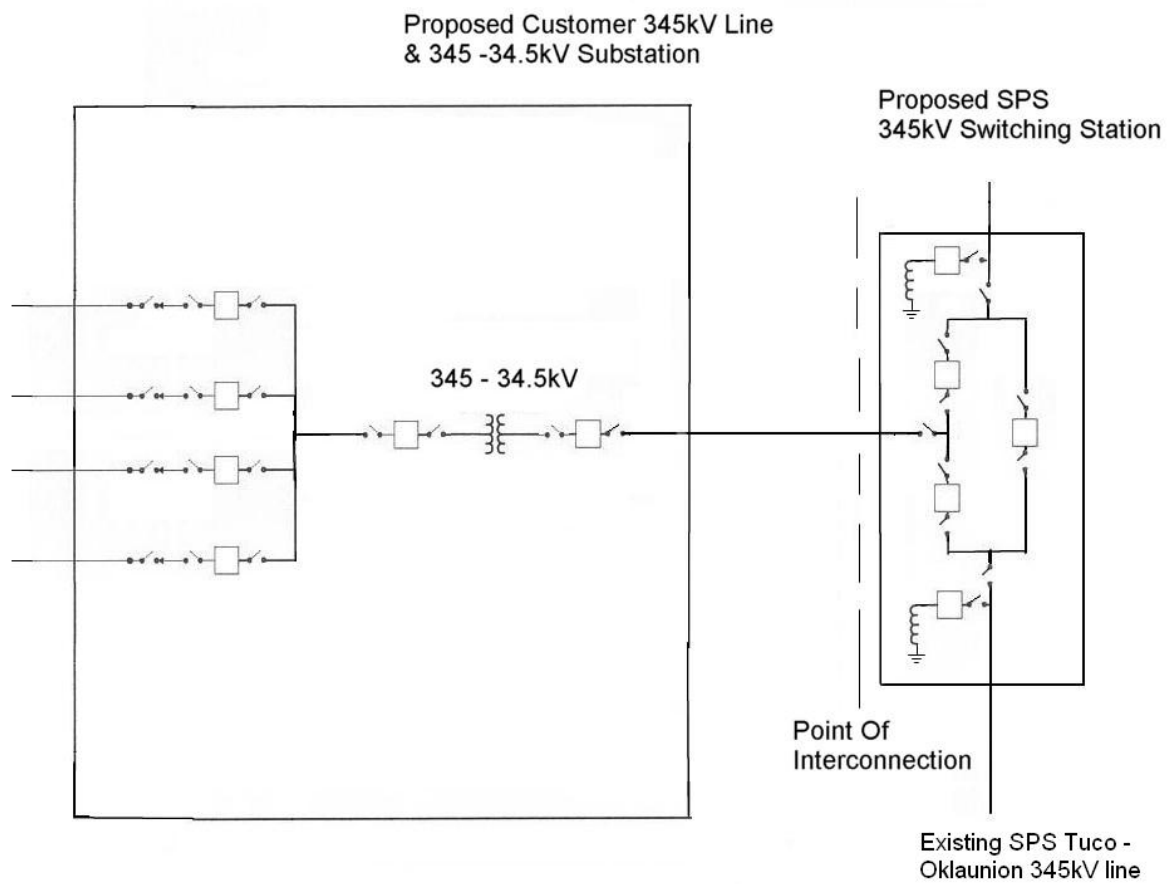 Proposed Customer 345kV Line
& 345 -34.5kV Substation
Proposed SPS
345kV Switching Station
345 - 34.5kV
Point Of
Interconnection
Existing SPS Tuco -
Oklaunion 345kV line